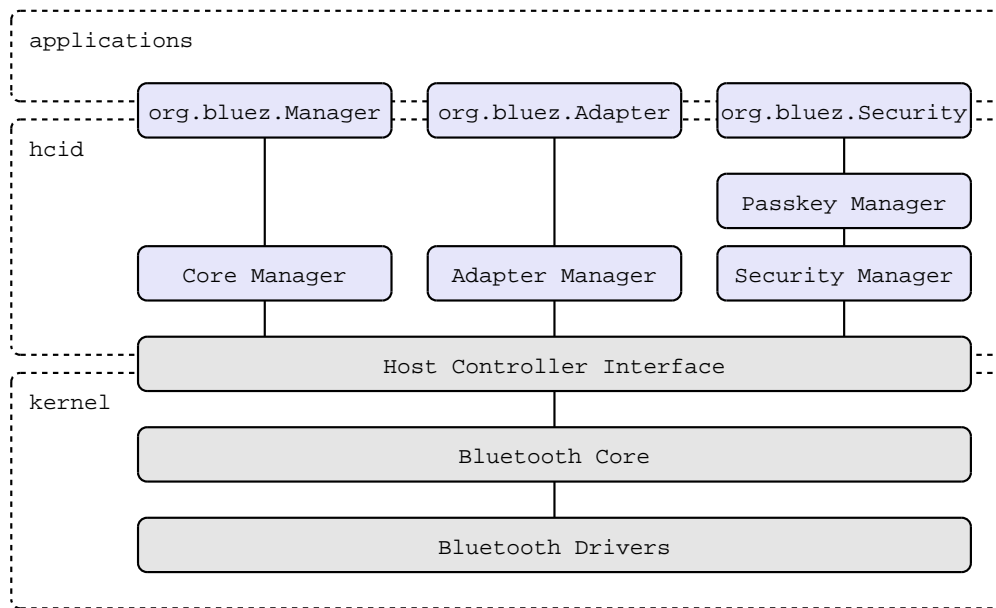 applications
org.bluez.Manager
org.bluez.Adapter
org.bluez.Security
hcid
Passkey Manager
Core Manager
Adapter Manager
Security Manager
Host Controller Interface
kernel
Bluetooth Core
Bluetooth Drivers